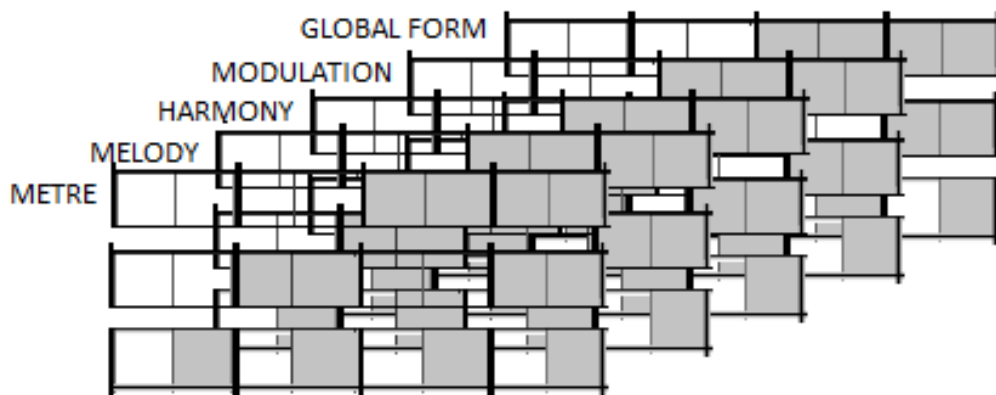 GLOBAL FORM
MODULATION
HARMONY
MELODY
METRE